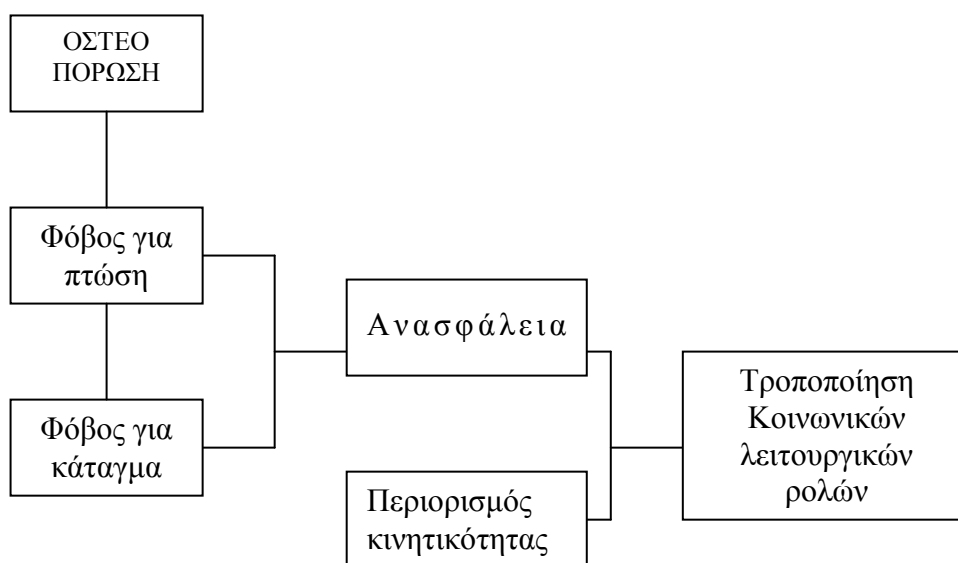 ΟΣΤΕΟ
ΠΟΡΩΣΗ
Φόβος για
πτώση
Ανασφάλεια
Φόβος για
κάταγμα
Τροποποίηση
Κοινωνικών
λειτουργικών
ρολών
Περιορισμός
κινητικότητας